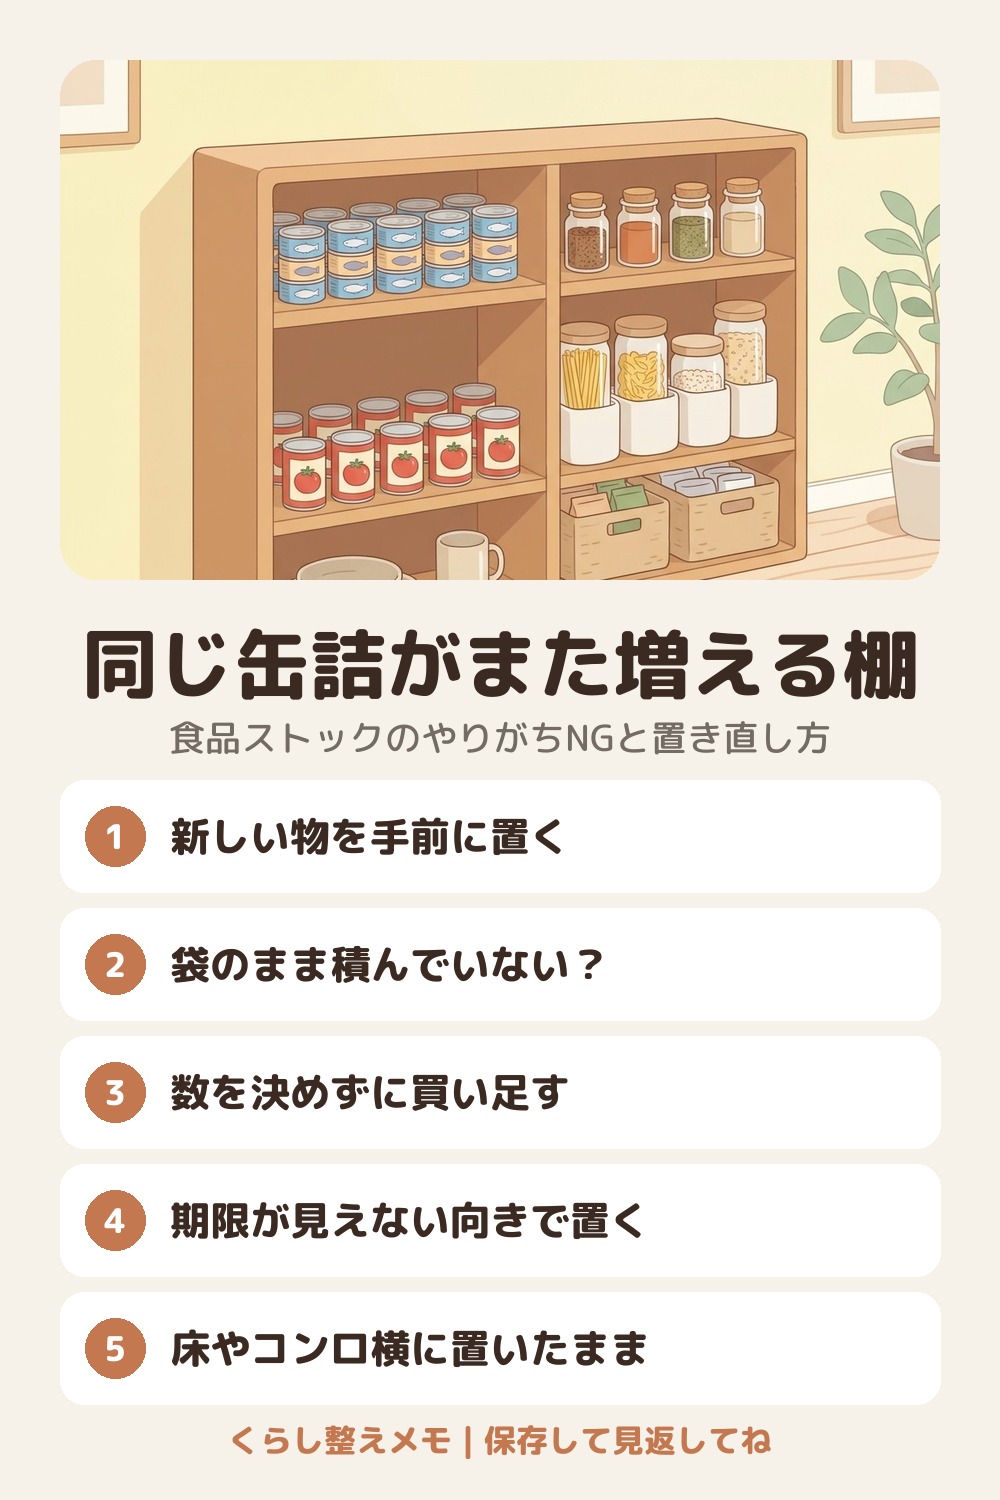 同じ缶詰がまた増える棚
食品ストックのやりがちNGと置き直し方
1 新しい物を手前に置く
2 袋のまま積んでいない？
3 数を決めずに買い足す
4 期限が見えない向きで置く
5 床やコンロ横に置いたまま
くらし整えメモ | 保存して見返してね